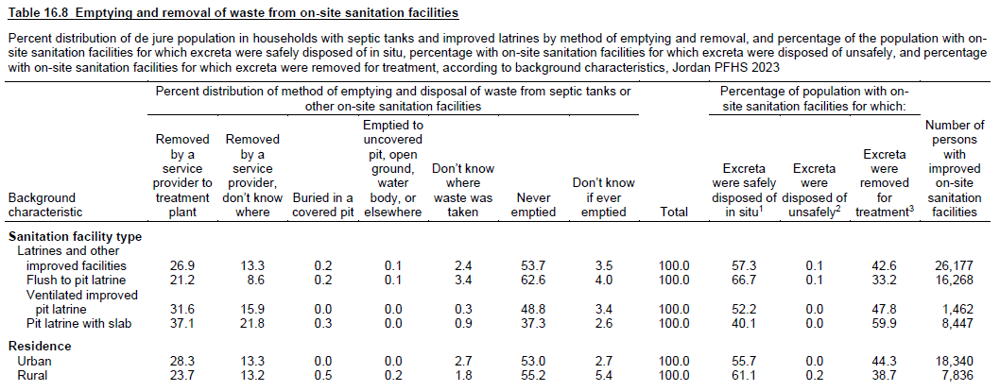 Table 16.8 Emptying and removal of waste from on-site sanitation facilities
Percent distribution of de jure population in households with septic tanks and improved latrines by method of emptying and removal, and percentage of the population with on-
site sanitation facilities for which excreta were safely disposed of in situ, percentage with on-site sanitation facilities for which excreta were disposed of unsafely, and percentage
with on-site sanitation facilities for which excreta were removed for treatment, according to background characteristics, Jordan PFHS 2023
Percent distribution of method of emptying and disposal of waste from septic tanks or
other on-site sanitation facilities
Percentage of population with on-
site sanitation facilities for which:
Background
characteristic
Removed
by a
service
provider to
treatment
plant
Removed
by a
service
provider,
don't know
where
Buried in a
covered pit
Emptied to
uncovered
pit, open
ground,
water
body, or
elsewhere
Don't know
where
waste was
taken
Never
emptied
Don't know
if ever
emptied
Total
Excreta
were safely
disposed of
in situ1
Excreta
were
disposed of
unsafely2
Excreta
were
removed
for
treatment3
Number of
persons
with
improved
on-site
sanitation
facilities
Sanitation facility type
Latrines and other
improved facilities 26.9 13.3 0.2 0.1 2.4 53.7 3.5 100.0 57.3 0.1 42.6 26,177
Flush to pit latrine 21.2 8.6 0.2 0.1 3.4 62.6 4.0 100.0 66.7 0.1 33.2 16,268
Ventilated improved
pit latrine 31.6 15.9 0.0 0.0 0.3 48.8 3.4 100.0 52.2 0.0 47.8 1,462
Pit latrine with slab 37.1 21.8 0.3 0.0 0.9 37.3 2.6 100.0 40.1 0.0 59.9 8,447
Residence
Urban 28.3 13.3 0.0 0.0 2.7 53.0 2.7 100.0 55.7 0.0 44.3 18,340
Rural 23.7 13.2 0.5 0.2 1.8 55.2 5.4 100.0 61.1 0.2 38.7 7,836